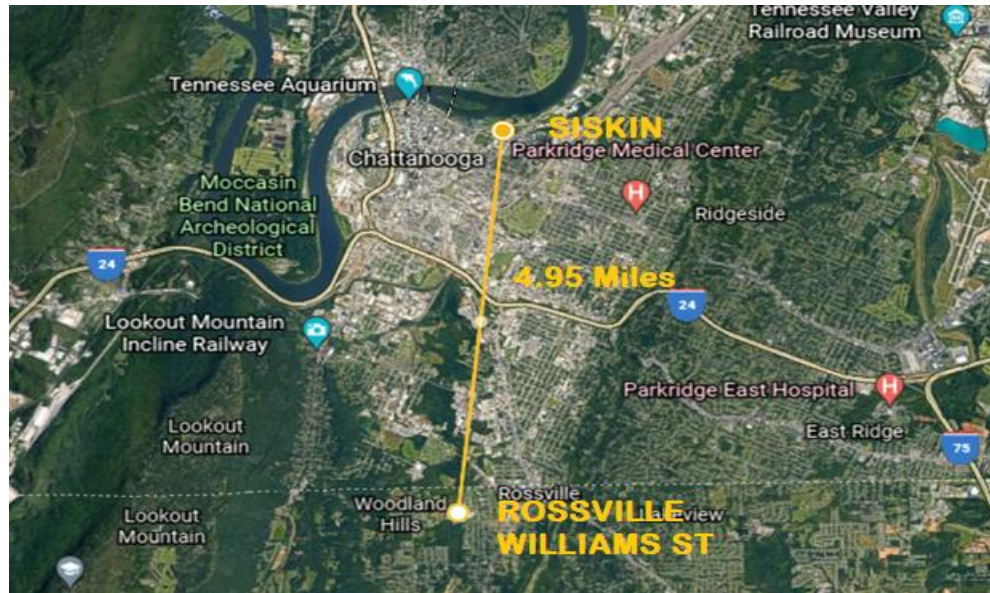 Tennessee Valley
Railroad Museum
Tennessee Aquarium
SISKIN
Chattanooga
Parkridge Medical Center
Moccasin
Bend National
Archeological
District
Ridgeside
24
4.95 Miles
24
Lookout Mountain
Incline Railway
Parkridge East Hospital
Lookout
Mountain
East Ridge
75
Woodland
Hills
Rossville
Lookout
Mountain
ROSSVILLE
WILLIAMS ST